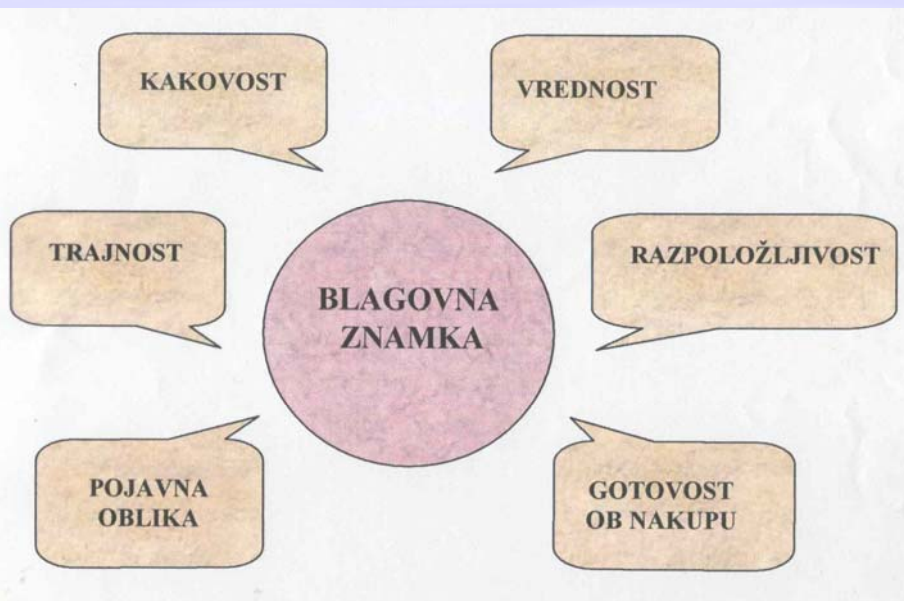 KAKOVOST
VREDNOST
TRAJNOST
RAZPOLOŽLJIVOST
BLAGOVNA
ZNAMKA
POJAVNA
OBLIKA
GOTOVOST
OB NAKUPU